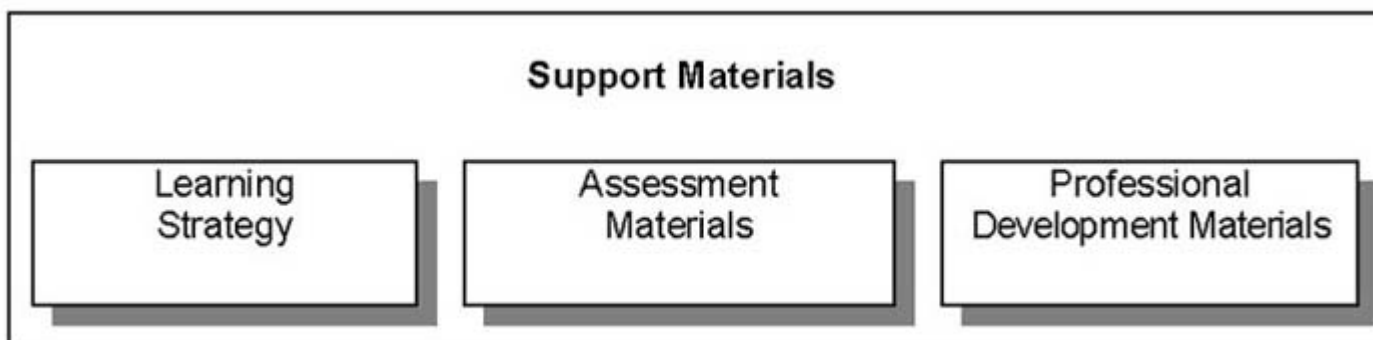 Support Materials
Learning
Strategy
Assessment
Materials
Professional
Development Materials